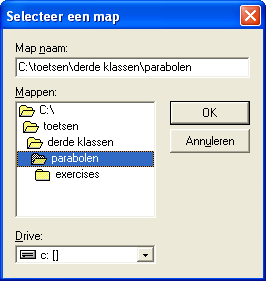 Selecteer een map
Map naam:
C:\toetsen\derde klassen\parabolen
Mappen:
C:\
toetsen
derde klassen
parabolen
exercises
OK
Annuleren
Drive:
c: []